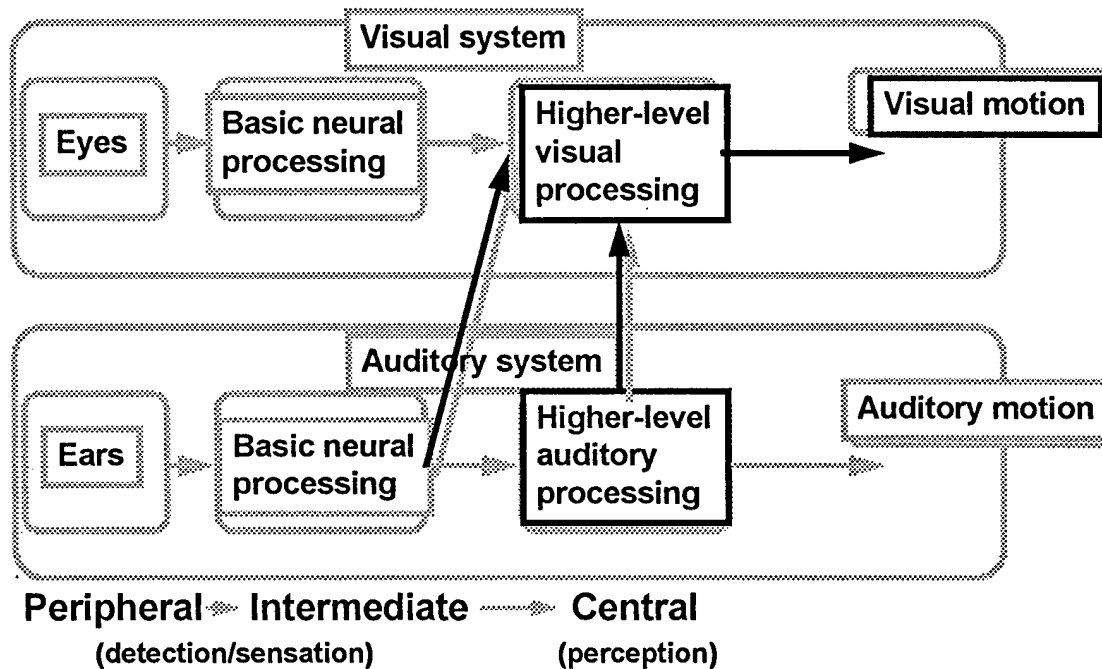 Visual system
Eyes
Basic neural
processing
Higher-level
visual
processing
Visual motion
Auditory system
Ears
Basic neural
processing
Higher-level
auditory
processing
Auditory motion
Peripheral Intermediate Central
(detection/sensation) (perception)